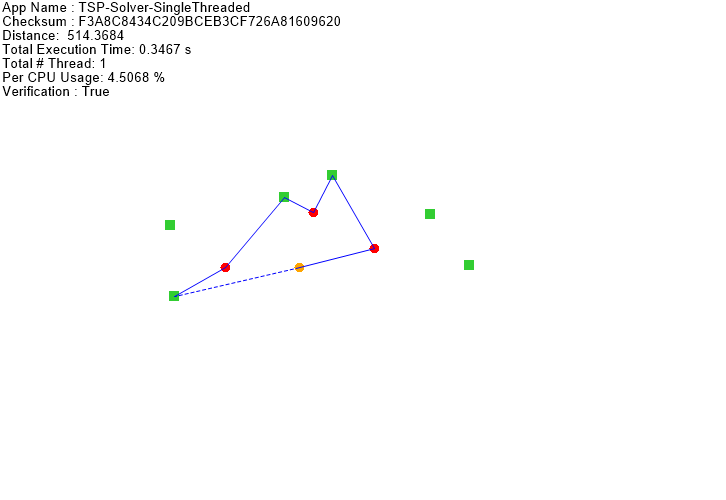 App Name : TSP-Solver-SingleThreaded
Checksum : F3A8C8434C209BCEB3CF726A81609620
Distance:  514.3684
Total Execution Time: 0.3467 s
Total # Thread: 1
Per CPU Usage: 4.5068 %
Verification : True